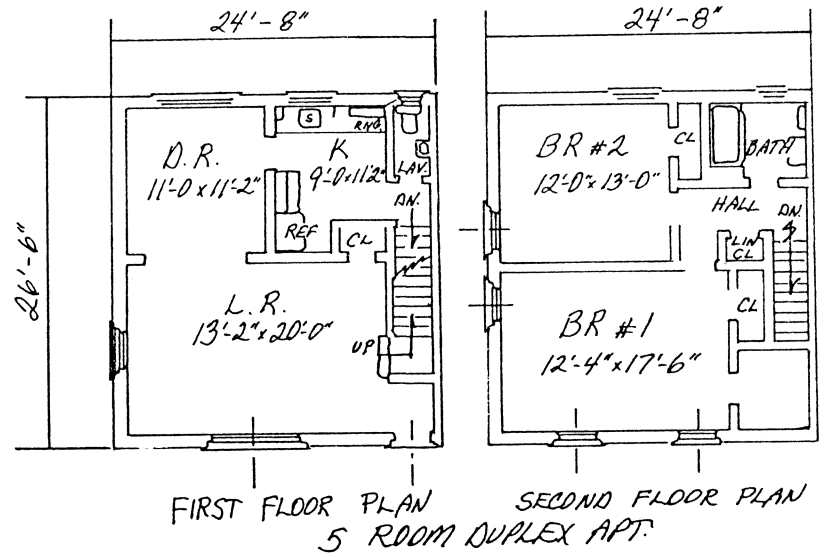 24'-8"
24'-8"
26'-6"
D.R.
11'-0 x 11'-2"
K
9'-0 x 11'2"
S
RNG.
LAV.
DN.
REF
CL
L.R.
13'-2" x 20'-0"
UP
BR #2
12'-0" x 13'-0"
CL
BATH
HALL
DN.
LIN
CL
CL
BR #1
12'-4" x 17'-6"
FIRST FLOOR PLAN
SECOND FLOOR PLAN
5 ROOM DUPLEX APT.